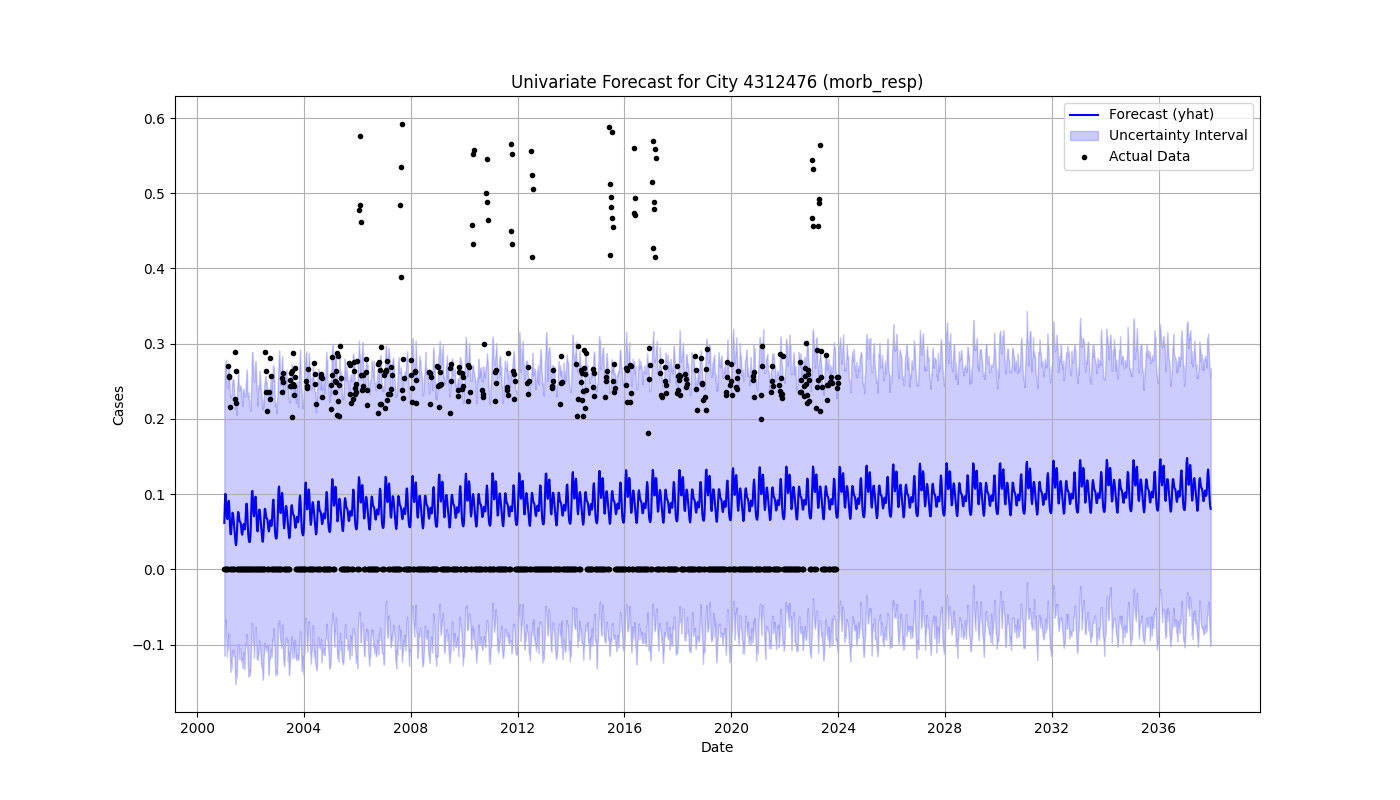 Univariate Forecast for City 4312476 (morb_resp)
Forecast (yhat)
Uncertainty Interval
Actual Data
Cases
0.6
0.5
0.4
0.3
0.2
0.1
0.0
−0.1
2000 2004 2008 2012 2016 2020 2024 2028 2032 2036
Date